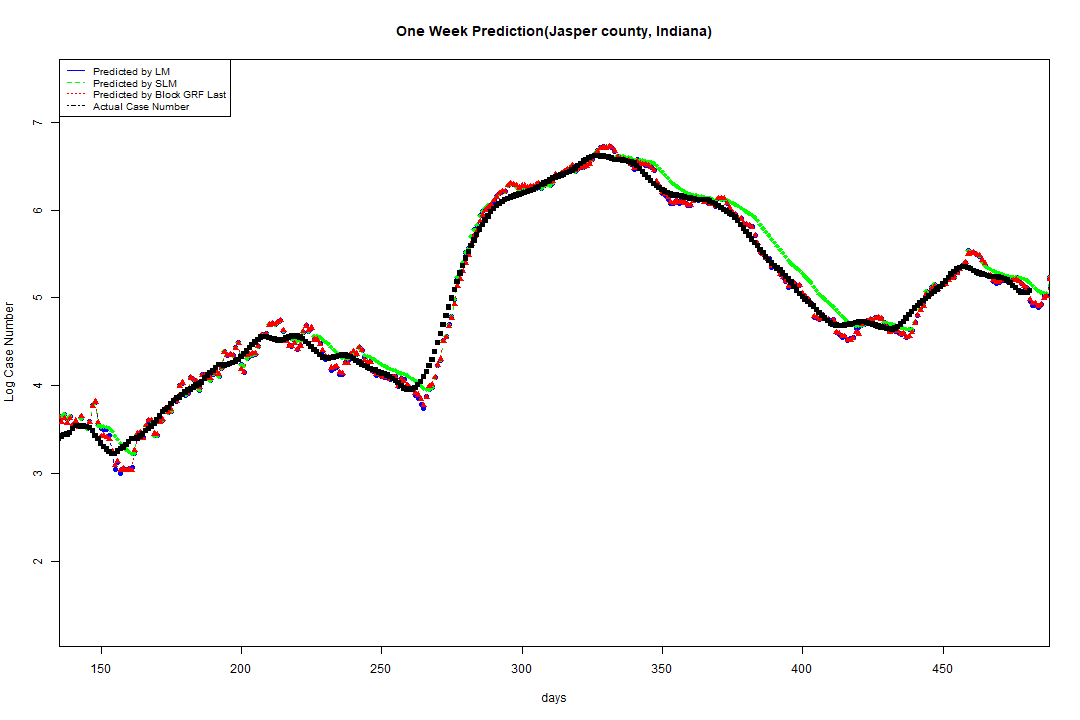 One Week Prediction(Jasper county, Indiana)
Predicted by LM
Predicted by SLM
Predicted by Block GRF Last
Actual Case Number
7
6
5
4
3
2
Log Case Number
150 200 250 300 350 400 450
days